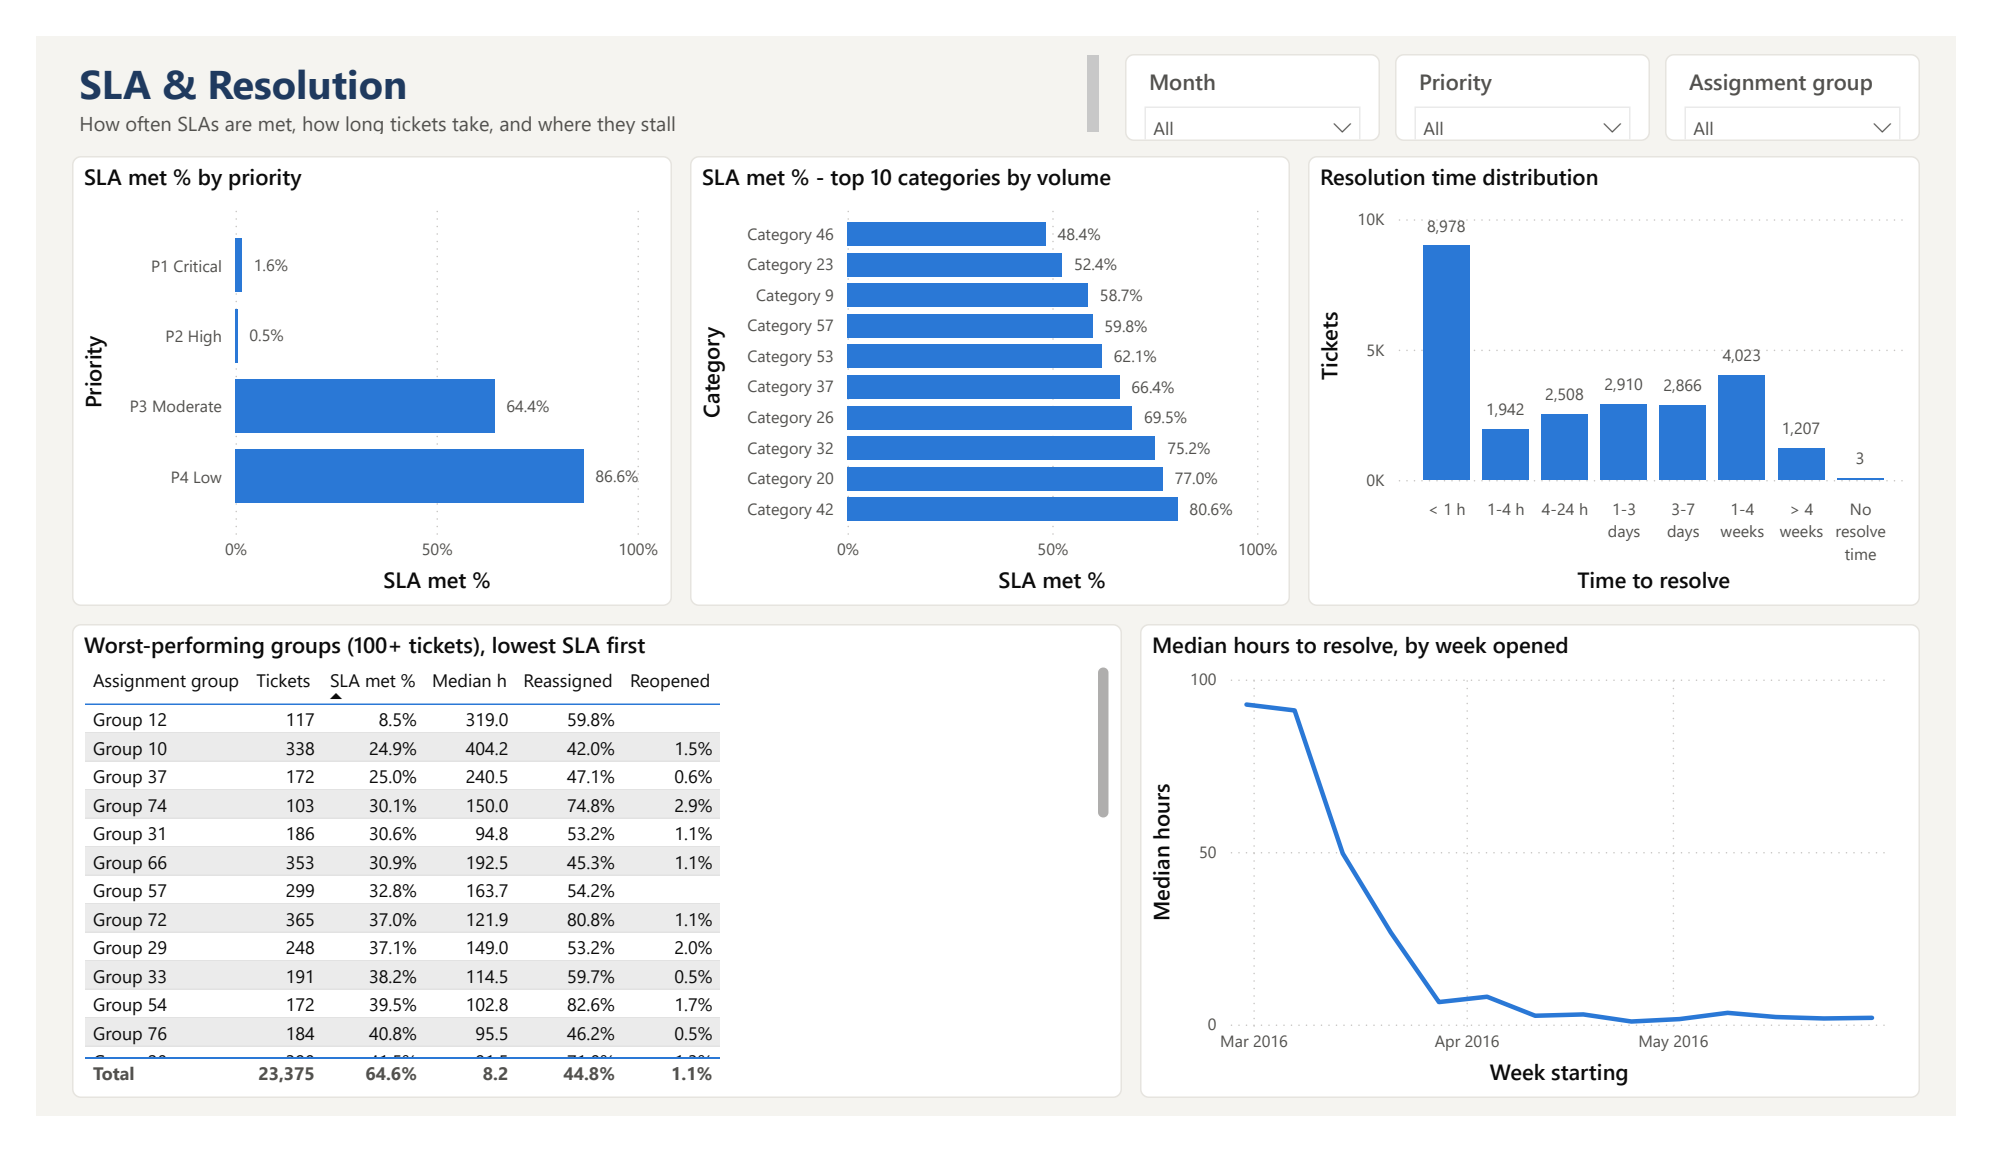 SLA & Resolution
How often SLAs are met, how long tickets take, and where they stall
Month
All
Priority
All
Assignment group
All
SLA met % by priority
Priority
P1 Critical 1.6%
P2 High 0.5%
P3 Moderate 64.4%
P4 Low 86.6%
0% 50% 100%
SLA met %
SLA met % - top 10 categories by volume
Category
Category 46 48.4%
Category 23 52.4%
Category 9 58.7%
Category 57 59.8%
Category 53 62.1%
Category 37 66.4%
Category 26 69.5%
Category 32 75.2%
Category 20 77.0%
Category 42 80.6%
0% 50% 100%
SLA met %
Resolution time distribution
Tickets
10K
5K
0K
8,978 1,942 2,508 2,910 2,866 4,023 1,207 3
< 1 h 1-4 h 4-24 h 1-3 days 3-7 days 1-4 weeks > 4 weeks No resolve time
Time to resolve
Worst-performing groups (100+ tickets), lowest SLA first
Assignment group Tickets SLA met % Median h Reassigned Reopened
Group 12 117 8.5% 319.0 59.8%
Group 10 338 24.9% 404.2 42.0% 1.5%
Group 37 172 25.0% 240.5 47.1% 0.6%
Group 74 103 30.1% 150.0 74.8% 2.9%
Group 31 186 30.6% 94.8 53.2% 1.1%
Group 66 353 30.9% 192.5 45.3% 1.1%
Group 57 299 32.8% 163.7 54.2%
Group 72 365 37.0% 121.9 80.8% 1.1%
Group 29 248 37.1% 149.0 53.2% 2.0%
Group 33 191 38.2% 114.5 59.7% 0.5%
Group 54 172 39.5% 102.8 82.6% 1.7%
Group 76 184 40.8% 95.5 46.2% 0.5%
Total 23,375 64.6% 8.2 44.8% 1.1%
Median hours to resolve, by week opened
Median hours
100
50
0
Mar 2016 Apr 2016 May 2016
Week starting